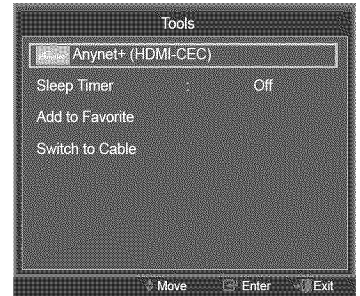 Tools
Anynet+ (HDMI-CEC)
Sleep Timer : Off
Add to Favorite
Switch to Cable
Move Enter Exit